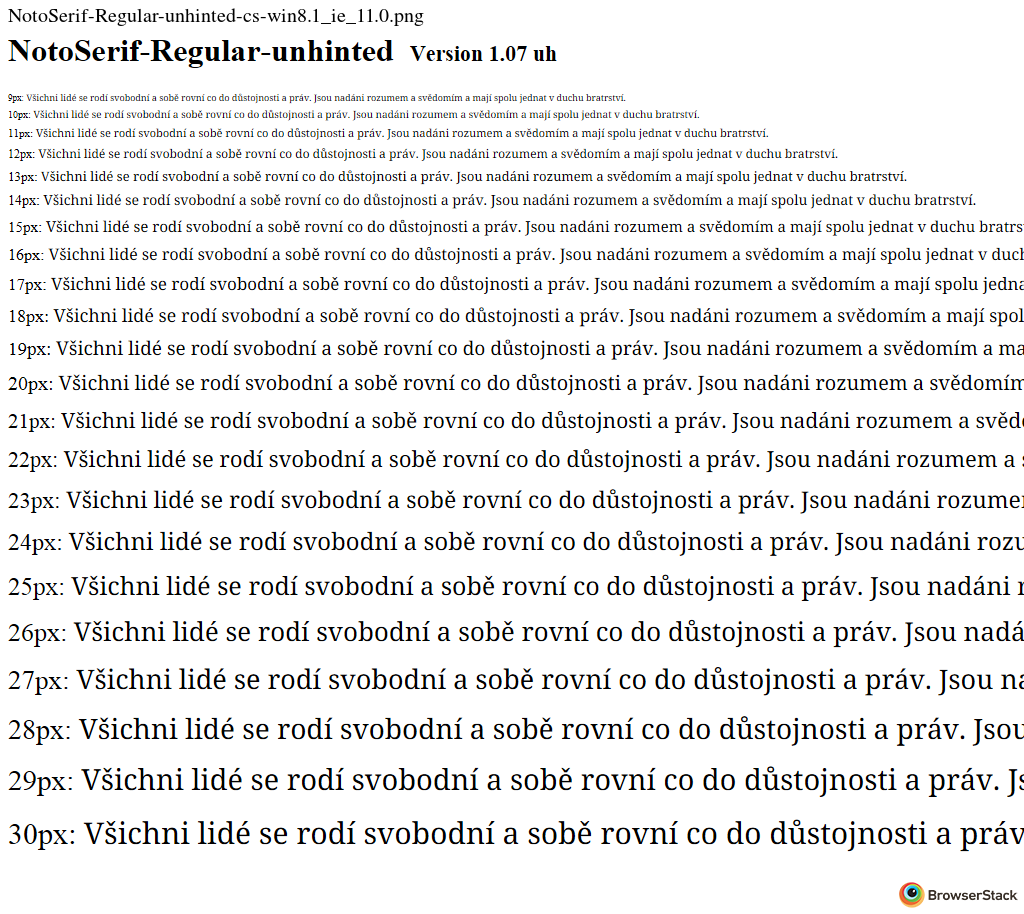 NotoSerif-Regular-unhinted-cs-win8.1_ie_11.0.png
NotoSerif-Regular-unhinted Version 1.07 uh
9px: Všichni lidé se rodí svobodní a sobě rovní co do důstojnosti a práv. Jsou nadáni rozumem a svědomím a mají spolu jednat v duchu bratrství.
10px: Všichni lidé se rodí svobodní a sobě rovní co do důstojnosti a práv. Jsou nadáni rozumem a svědomím a mají spolu jednat v duchu bratrství.
11px: Všichni lidé se rodí svobodní a sobě rovní co do důstojnosti a práv. Jsou nadáni rozumem a svědomím a mají spolu jednat v duchu bratrství.
12px: Všichni lidé se rodí svobodní a sobě rovní co do důstojnosti a práv. Jsou nadáni rozumem a svědomím a mají spolu jednat v duchu bratrství.
13px: Všichni lidé se rodí svobodní a sobě rovní co do důstojnosti a práv. Jsou nadáni rozumem a svědomím a mají spolu jednat v duchu bratrství.
14px: Všichni lidé se rodí svobodní a sobě rovní co do důstojnosti a práv. Jsou nadáni rozumem a svědomím a mají spolu jednat v duchu bratrství.
15px: Všichni lidé se rodí svobodní a sobě rovní co do důstojnosti a práv. Jsou nadáni rozumem a svědomím a mají spolu jednat v duchu bratrs
16px: Všichni lidé se rodí svobodní a sobě rovní co do důstojnosti a práv. Jsou nadáni rozumem a svědomím a mají spolu jednat v duch
17px: Všichni lidé se rodí svobodní a sobě rovní co do důstojnosti a práv. Jsou nadáni rozumem a svědomím a mají spolu jedna
18px: Všichni lidé se rodí svobodní a sobě rovní co do důstojnosti a práv. Jsou nadáni rozumem a svědomím a mají spol
19px: Všichni lidé se rodí svobodní a sobě rovní co do důstojnosti a práv. Jsou nadáni rozumem a svědomím a ma
20px: Všichni lidé se rodí svobodní a sobě rovní co do důstojnosti a práv. Jsou nadáni rozumem a svědomím
21px: Všichni lidé se rodí svobodní a sobě rovní co do důstojnosti a práv. Jsou nadáni rozumem a svědo
22px: Všichni lidé se rodí svobodní a sobě rovní co do důstojnosti a práv. Jsou nadáni rozumem a s
23px: Všichni lidé se rodí svobodní a sobě rovní co do důstojnosti a práv. Jsou nadáni rozume
24px: Všichni lidé se rodí svobodní a sobě rovní co do důstojnosti a práv. Jsou nadáni rozu
25px: Všichni lidé se rodí svobodní a sobě rovní co do důstojnosti a práv. Jsou nadáni r
26px: Všichni lidé se rodí svobodní a sobě rovní co do důstojnosti a práv. Jsou nadá
27px: Všichni lidé se rodí svobodní a sobě rovní co do důstojnosti a práv. Jsou na
28px: Všichni lidé se rodí svobodní a sobě rovní co do důstojnosti a práv. Jsou
29px: Všichni lidé se rodí svobodní a sobě rovní co do důstojnosti a práv. Js
30px: Všichni lidé se rodí svobodní a sobě rovní co do důstojnosti a práv
BrowserStack